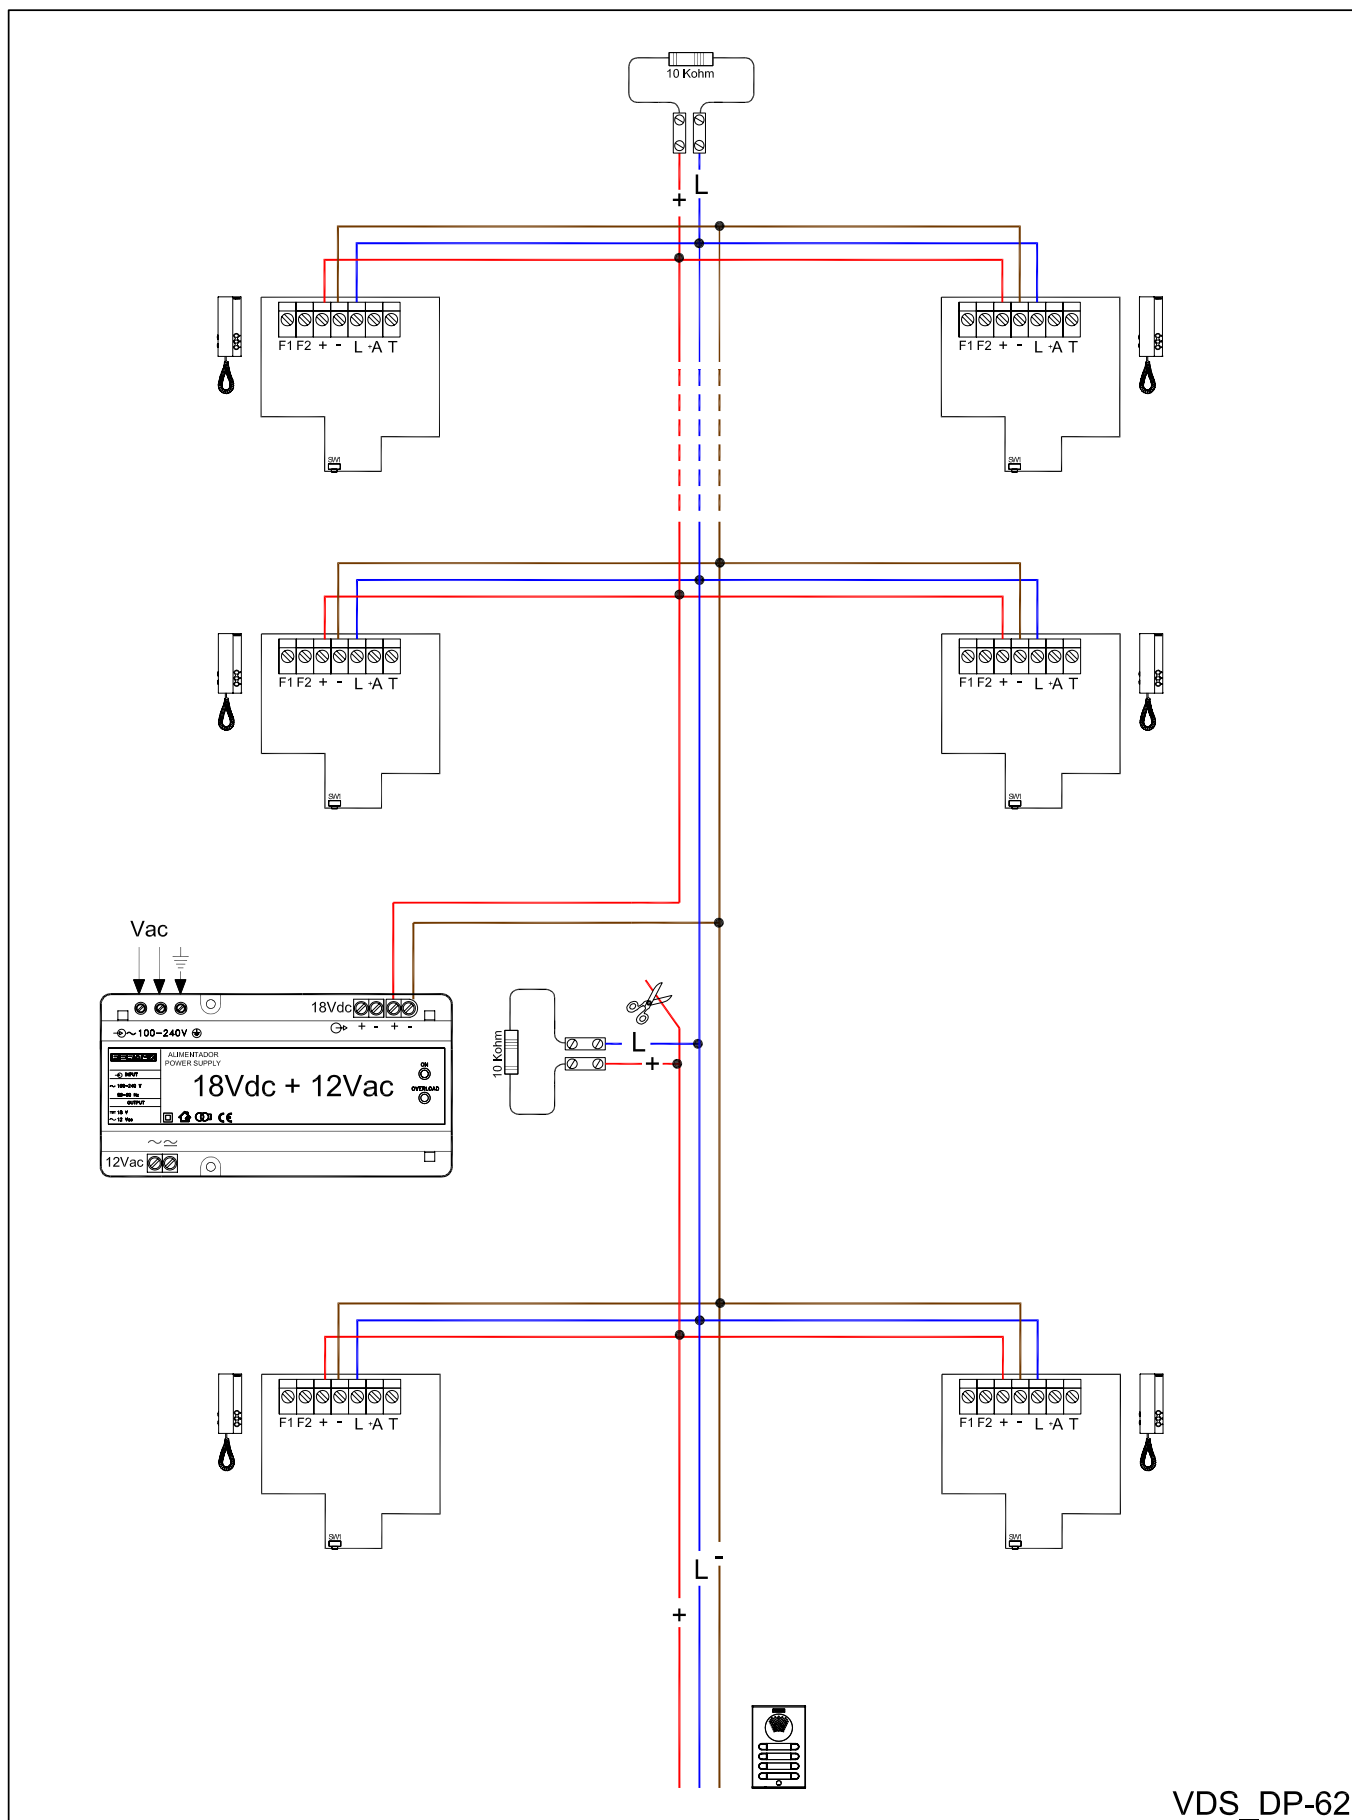 10 Kohm
L
+
F1 F2 + - L +A T
F1 F2 + - L +A T
SW1
SW1
F1 F2 + - L +A T
F1 F2 + - L +A T
SW1
SW1
Vac
18Vdc
+ - + -
100-240V
ALIMENTADOR
POWER SUPPLY
INPUT
OUTPUT
18 V
18Vdc + 12Vac
ON
OVERLOAD
CE
12Vac
10 Kohm
L
+
F1 F2 + - L +A T
F1 F2 + - L +A T
SW1
SW1
L -
+
VDS_DP-62